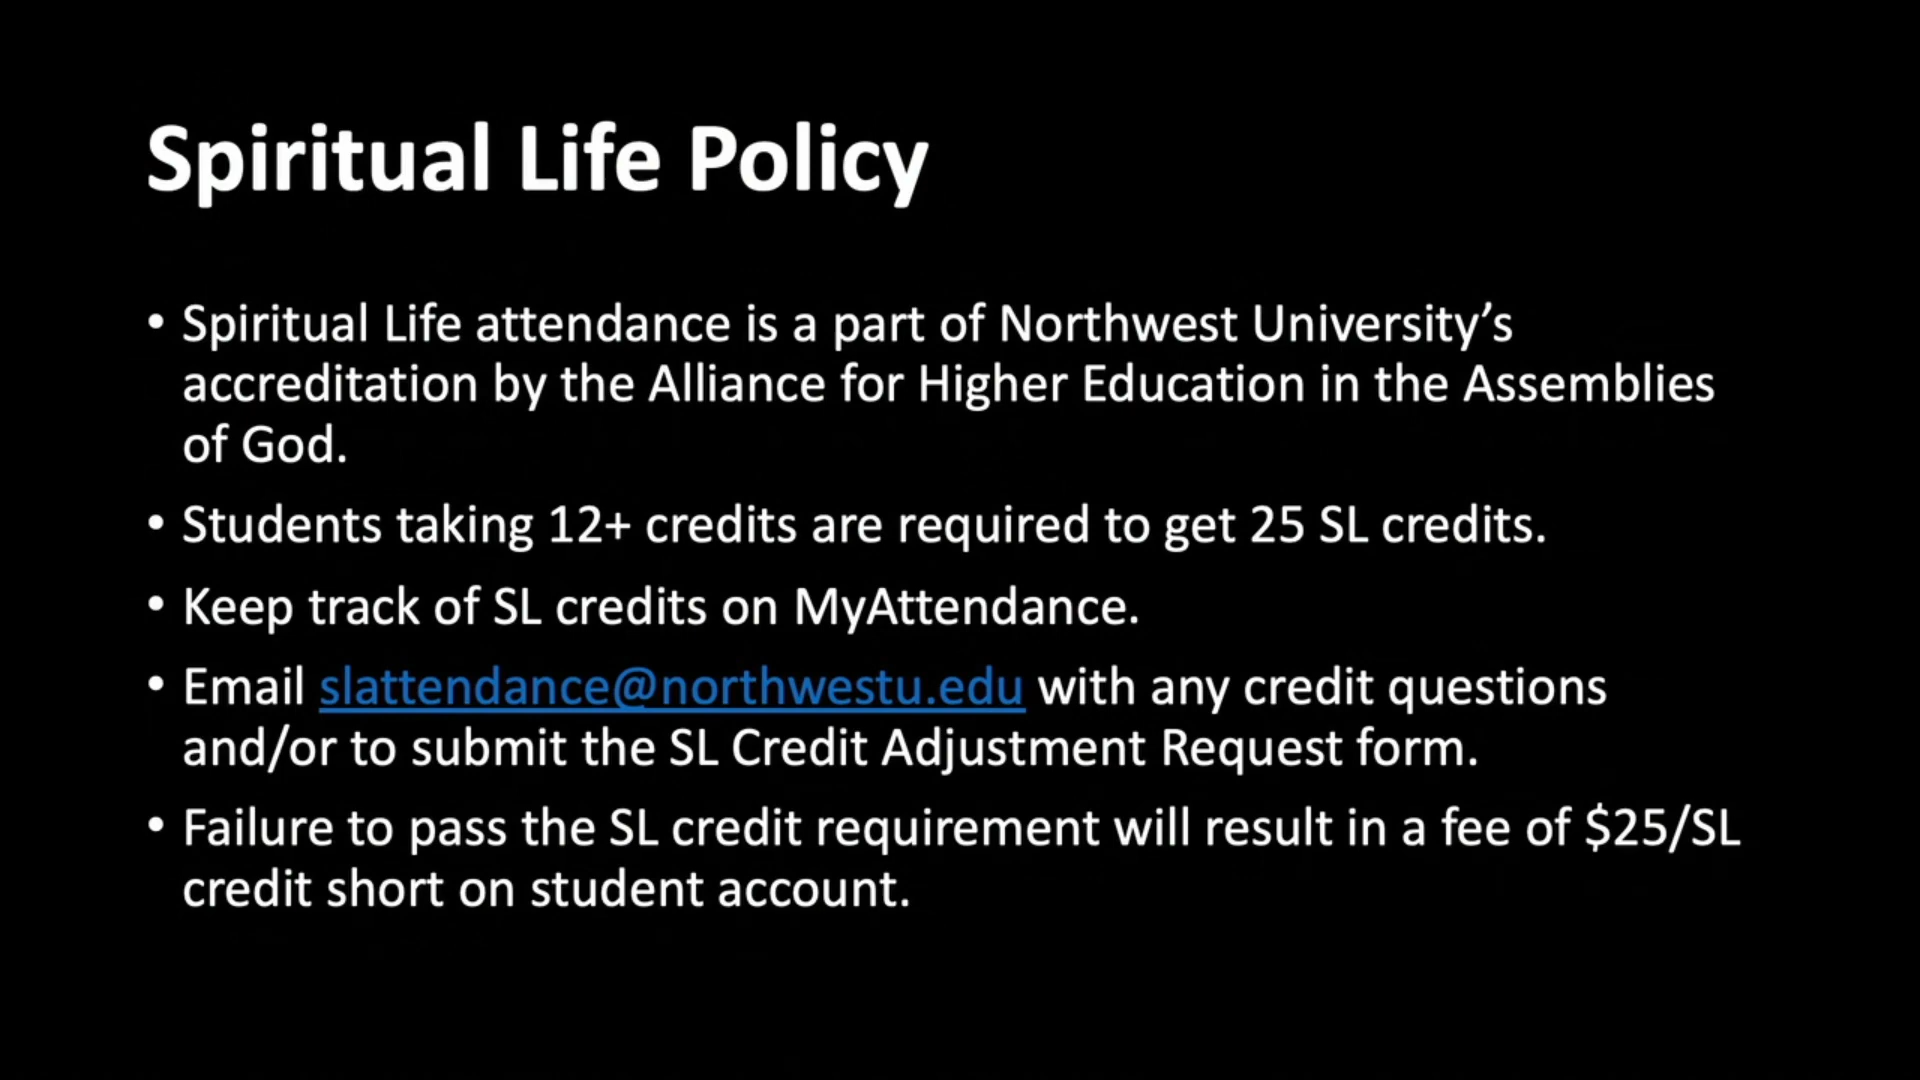 Spiritual Life Policy
• Spiritual Life attendance is a part of Northwest University’s
accreditation by the Alliance for Higher Education in the Assemblies
of God.
• Students taking 12+ credits are required to get 25 SL credits.
• Keep track of SL credits on MyAttendance.
• Email slattendance@northwestu.edu with any credit questions
and/or to submit the SL Credit Adjustment Request form.
• Failure to pass the SL credit requirement will result in a fee of $25/SL
credit short on student account.